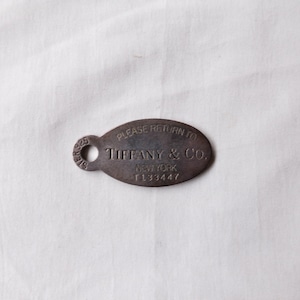 PLEASE RETURN TO
TIFFANY & CO.
NEW YORK